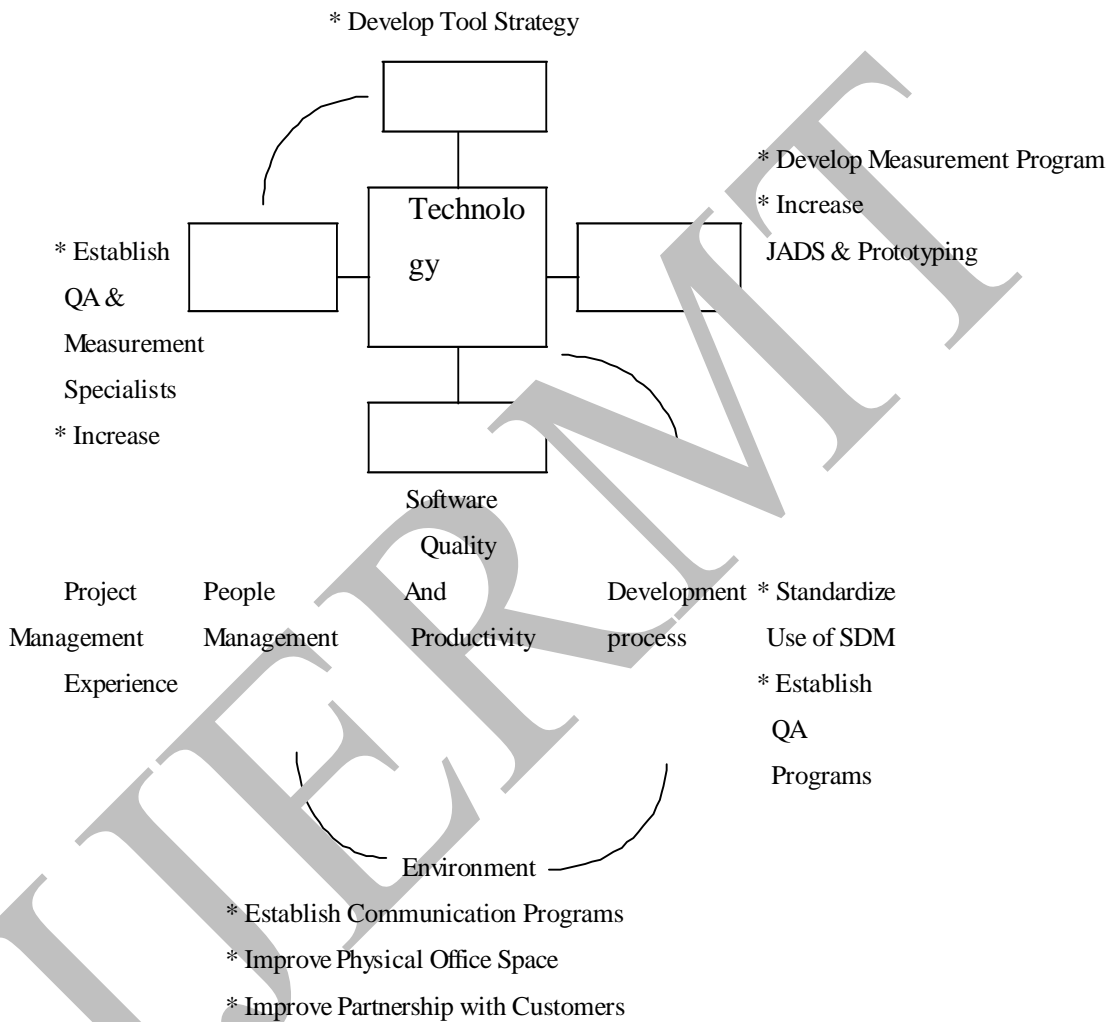 * Develop Tool Strategy
Technolo
gy
* Develop Measurement Program
* Increase
JADS & Prototyping
* Establish
QA &
Measurement
Specialists
* Increase
Software
Quality
Project People And Development * Standardize
Management Management Productivity process Use of SDM
Experience * Establish
QA
Programs
Environment
* Establish Communication Programs
* Improve Physical Office Space
* Improve Partnership with Customers
IJERMT